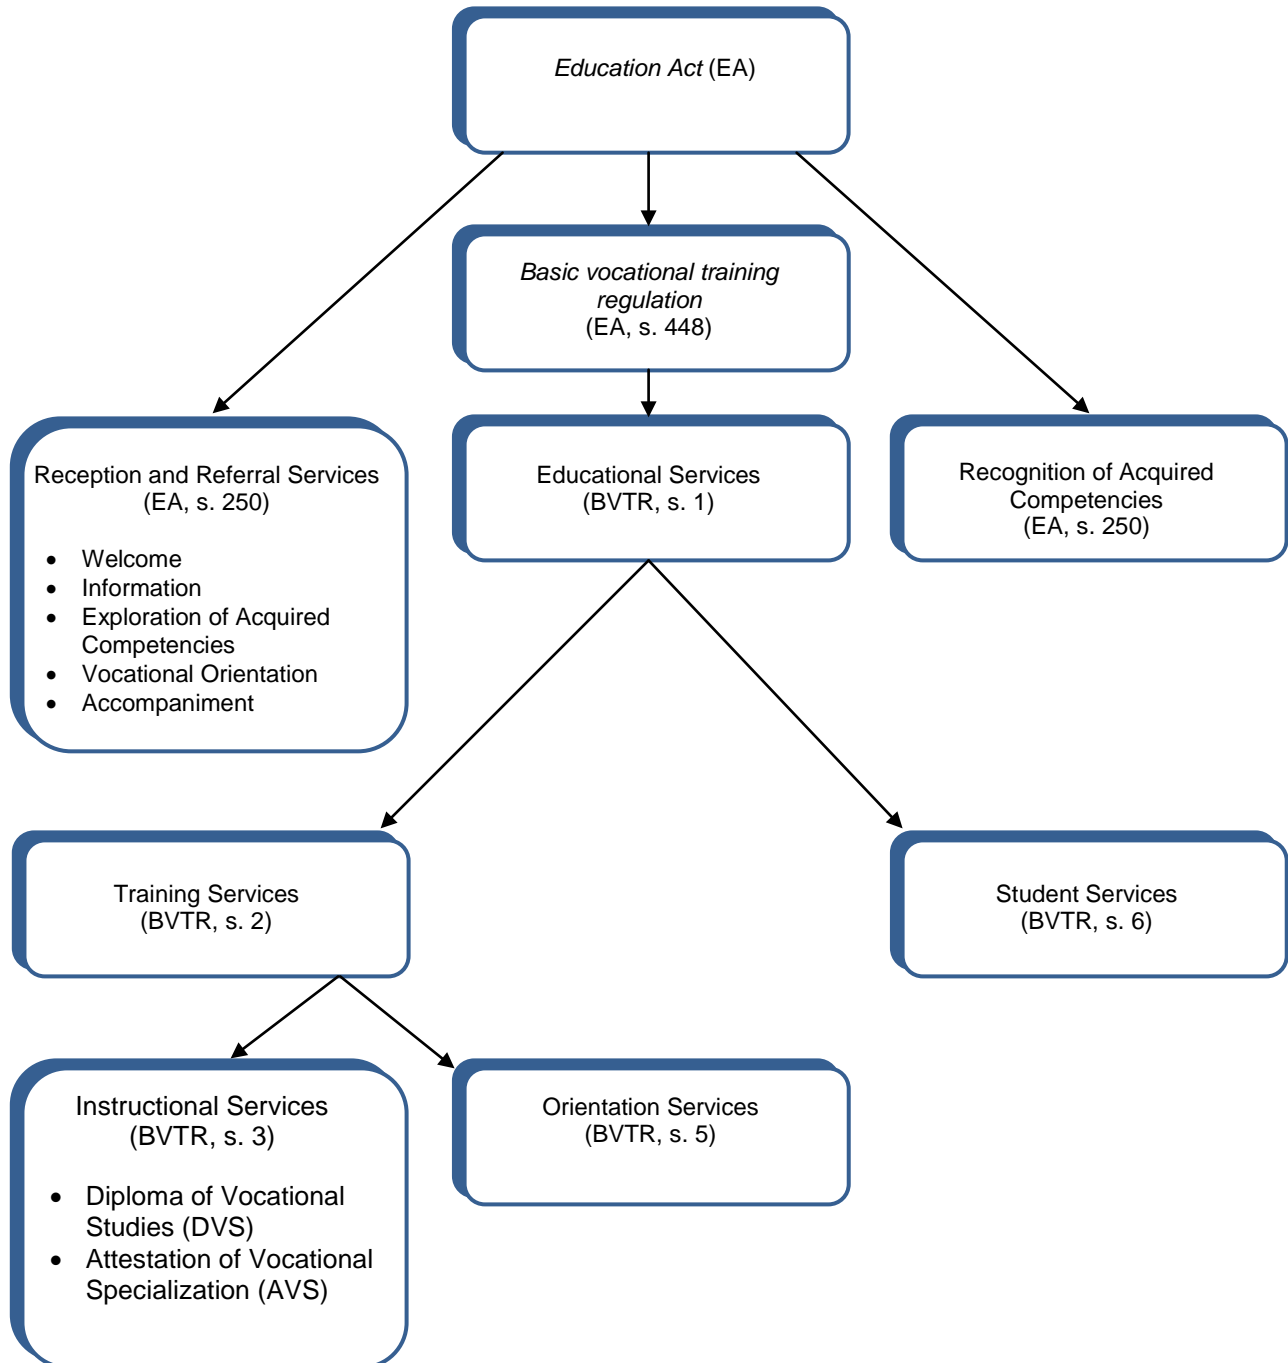 Education Act (EA)
Basic vocational training
regulation
(EA, s. 448)
Reception and Referral Services
(EA, s. 250)
• Welcome
• Information
• Exploration of Acquired
Competencies
• Vocational Orientation
• Accompaniment
Educational Services
(BVTR, s. 1)
Recognition of Acquired
Competencies
(EA, s. 250)
Training Services
(BVTR, s. 2)
Student Services
(BVTR, s. 6)
Instructional Services
(BVTR, s. 3)
• Diploma of Vocational
Studies (DVS)
• Attestation of Vocational
Specialization (AVS)
Orientation Services
(BVTR, s. 5)